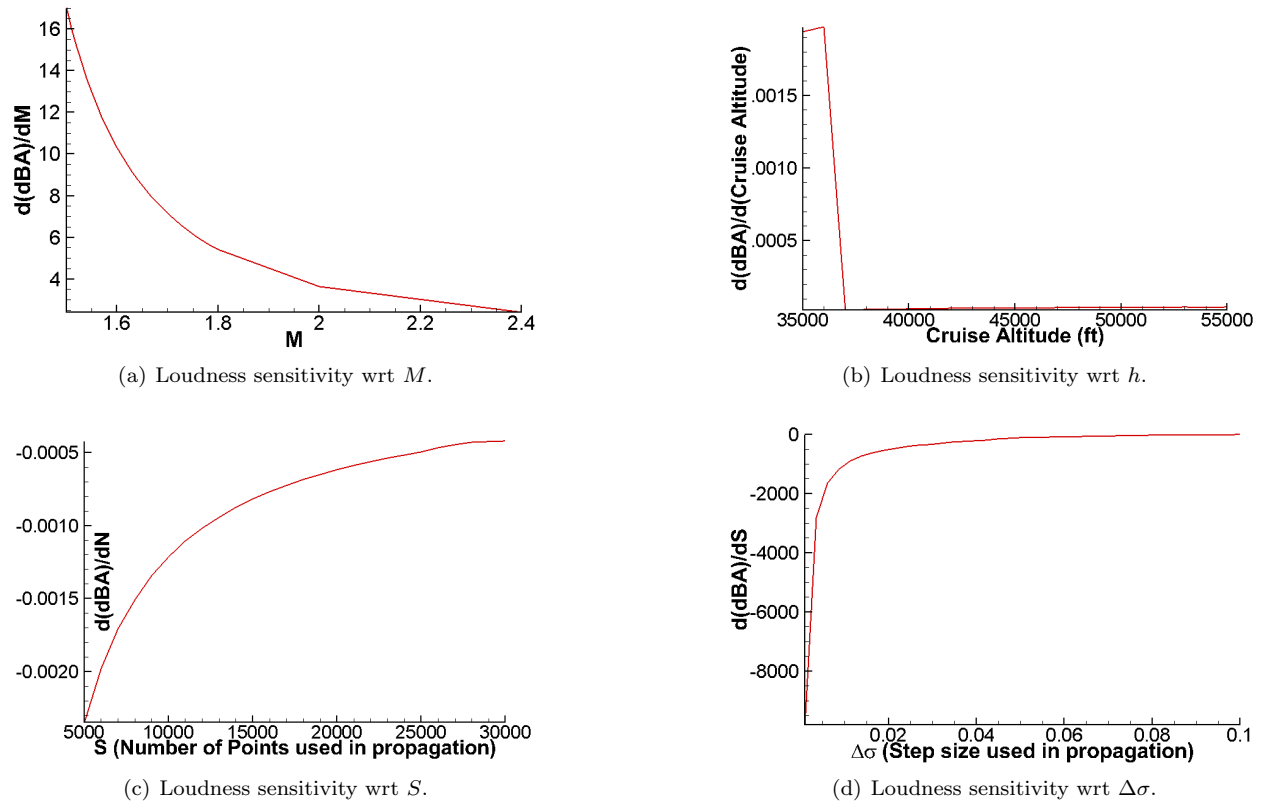 16
14
12
10
8
6
4
d(dBA)/dM
1.6 1.8 2 2.2 2.4
M
(a) Loudness sensitivity wrt M.
.0015
.0005
d(dBA)/d(Cruise Altitude)
35000 40000 45000 50000 55000
Cruise Altitude (ft)
(b) Loudness sensitivity wrt h.
-0.0005
-0.0010
-0.0015
-0.0020
d(dBA)/dN
5000 10000 15000 20000 25000 30000
S (Number of Points used in propagation)
(c) Loudness sensitivity wrt S.
0
-2000
-4000
-6000
-8000
d(dBA)/dS
0.02 0.04 0.06 0.08 0.1
Δσ (Step size used in propagation)
(d) Loudness sensitivity wrt Δσ.